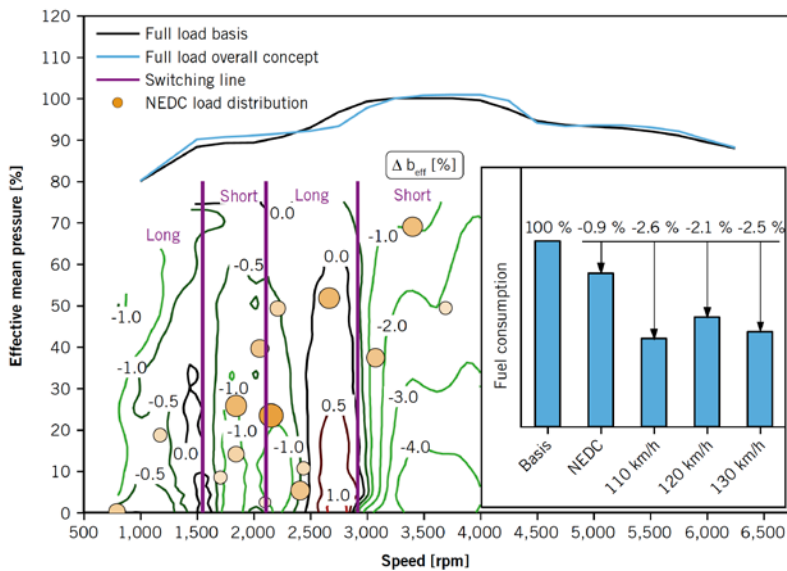 120
110
100
90
80
70
60
50
40
30
20
10
0
Effective mean pressure [%]
Full load basis
Full load overall concept
Switching line
NEDC load distribution
Δ b_eff [%]
Long
Short
Long
Short
0.0
-1.0
-0.5
0.0
-1.0
-2.0
-1.0
-0.5
-1.0
-3.0
0.5
-1.0
-1.0
-4.0
0.0
-0.5
1.0
500
1,000
1,500
2,000
2,500
3,000
3,500
4,000
4,500
5,000
5,500
6,000
6,500
Speed [rpm]
Fuel consumption
100 %
-0.9 %
-2.6 %
-2.1 %
-2.5 %
Basis
NEDC
110 km/h
120 km/h
130 km/h